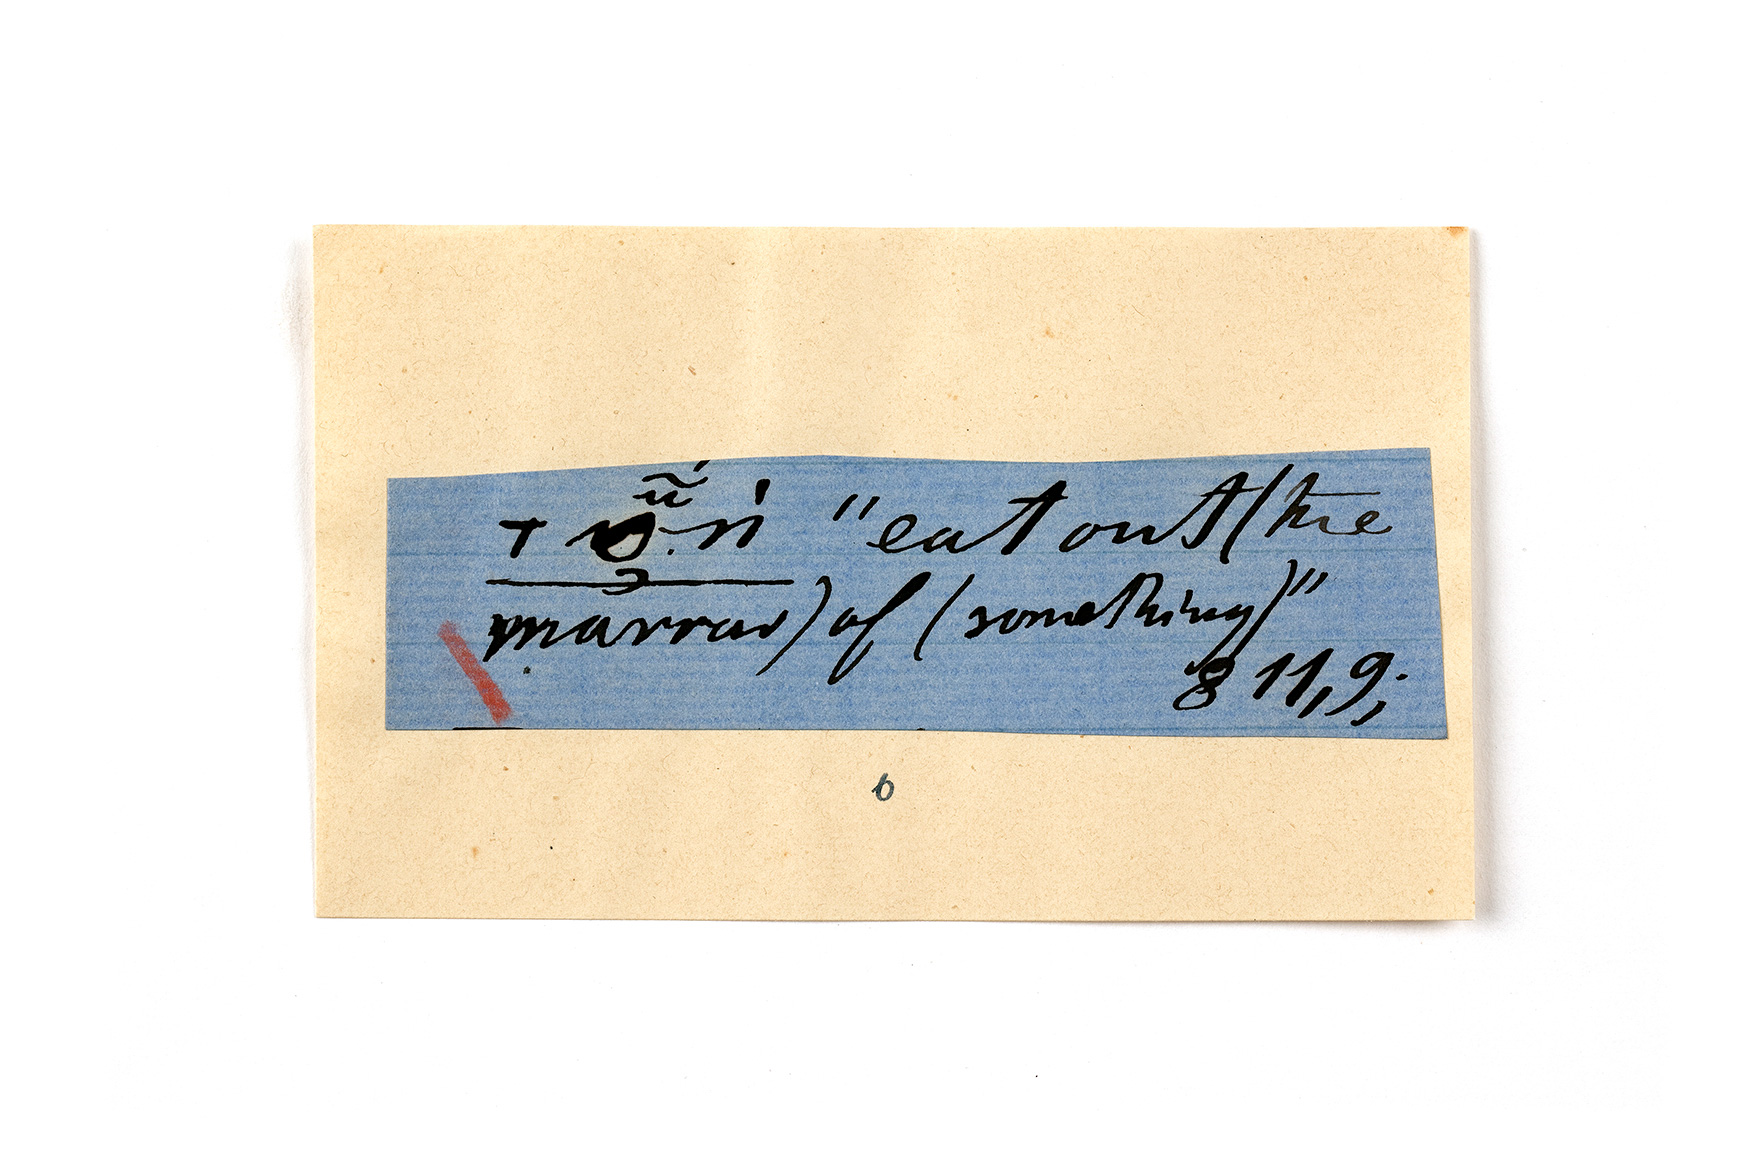 "eat out (the
marrow) of (something)"
8 11,9;
6